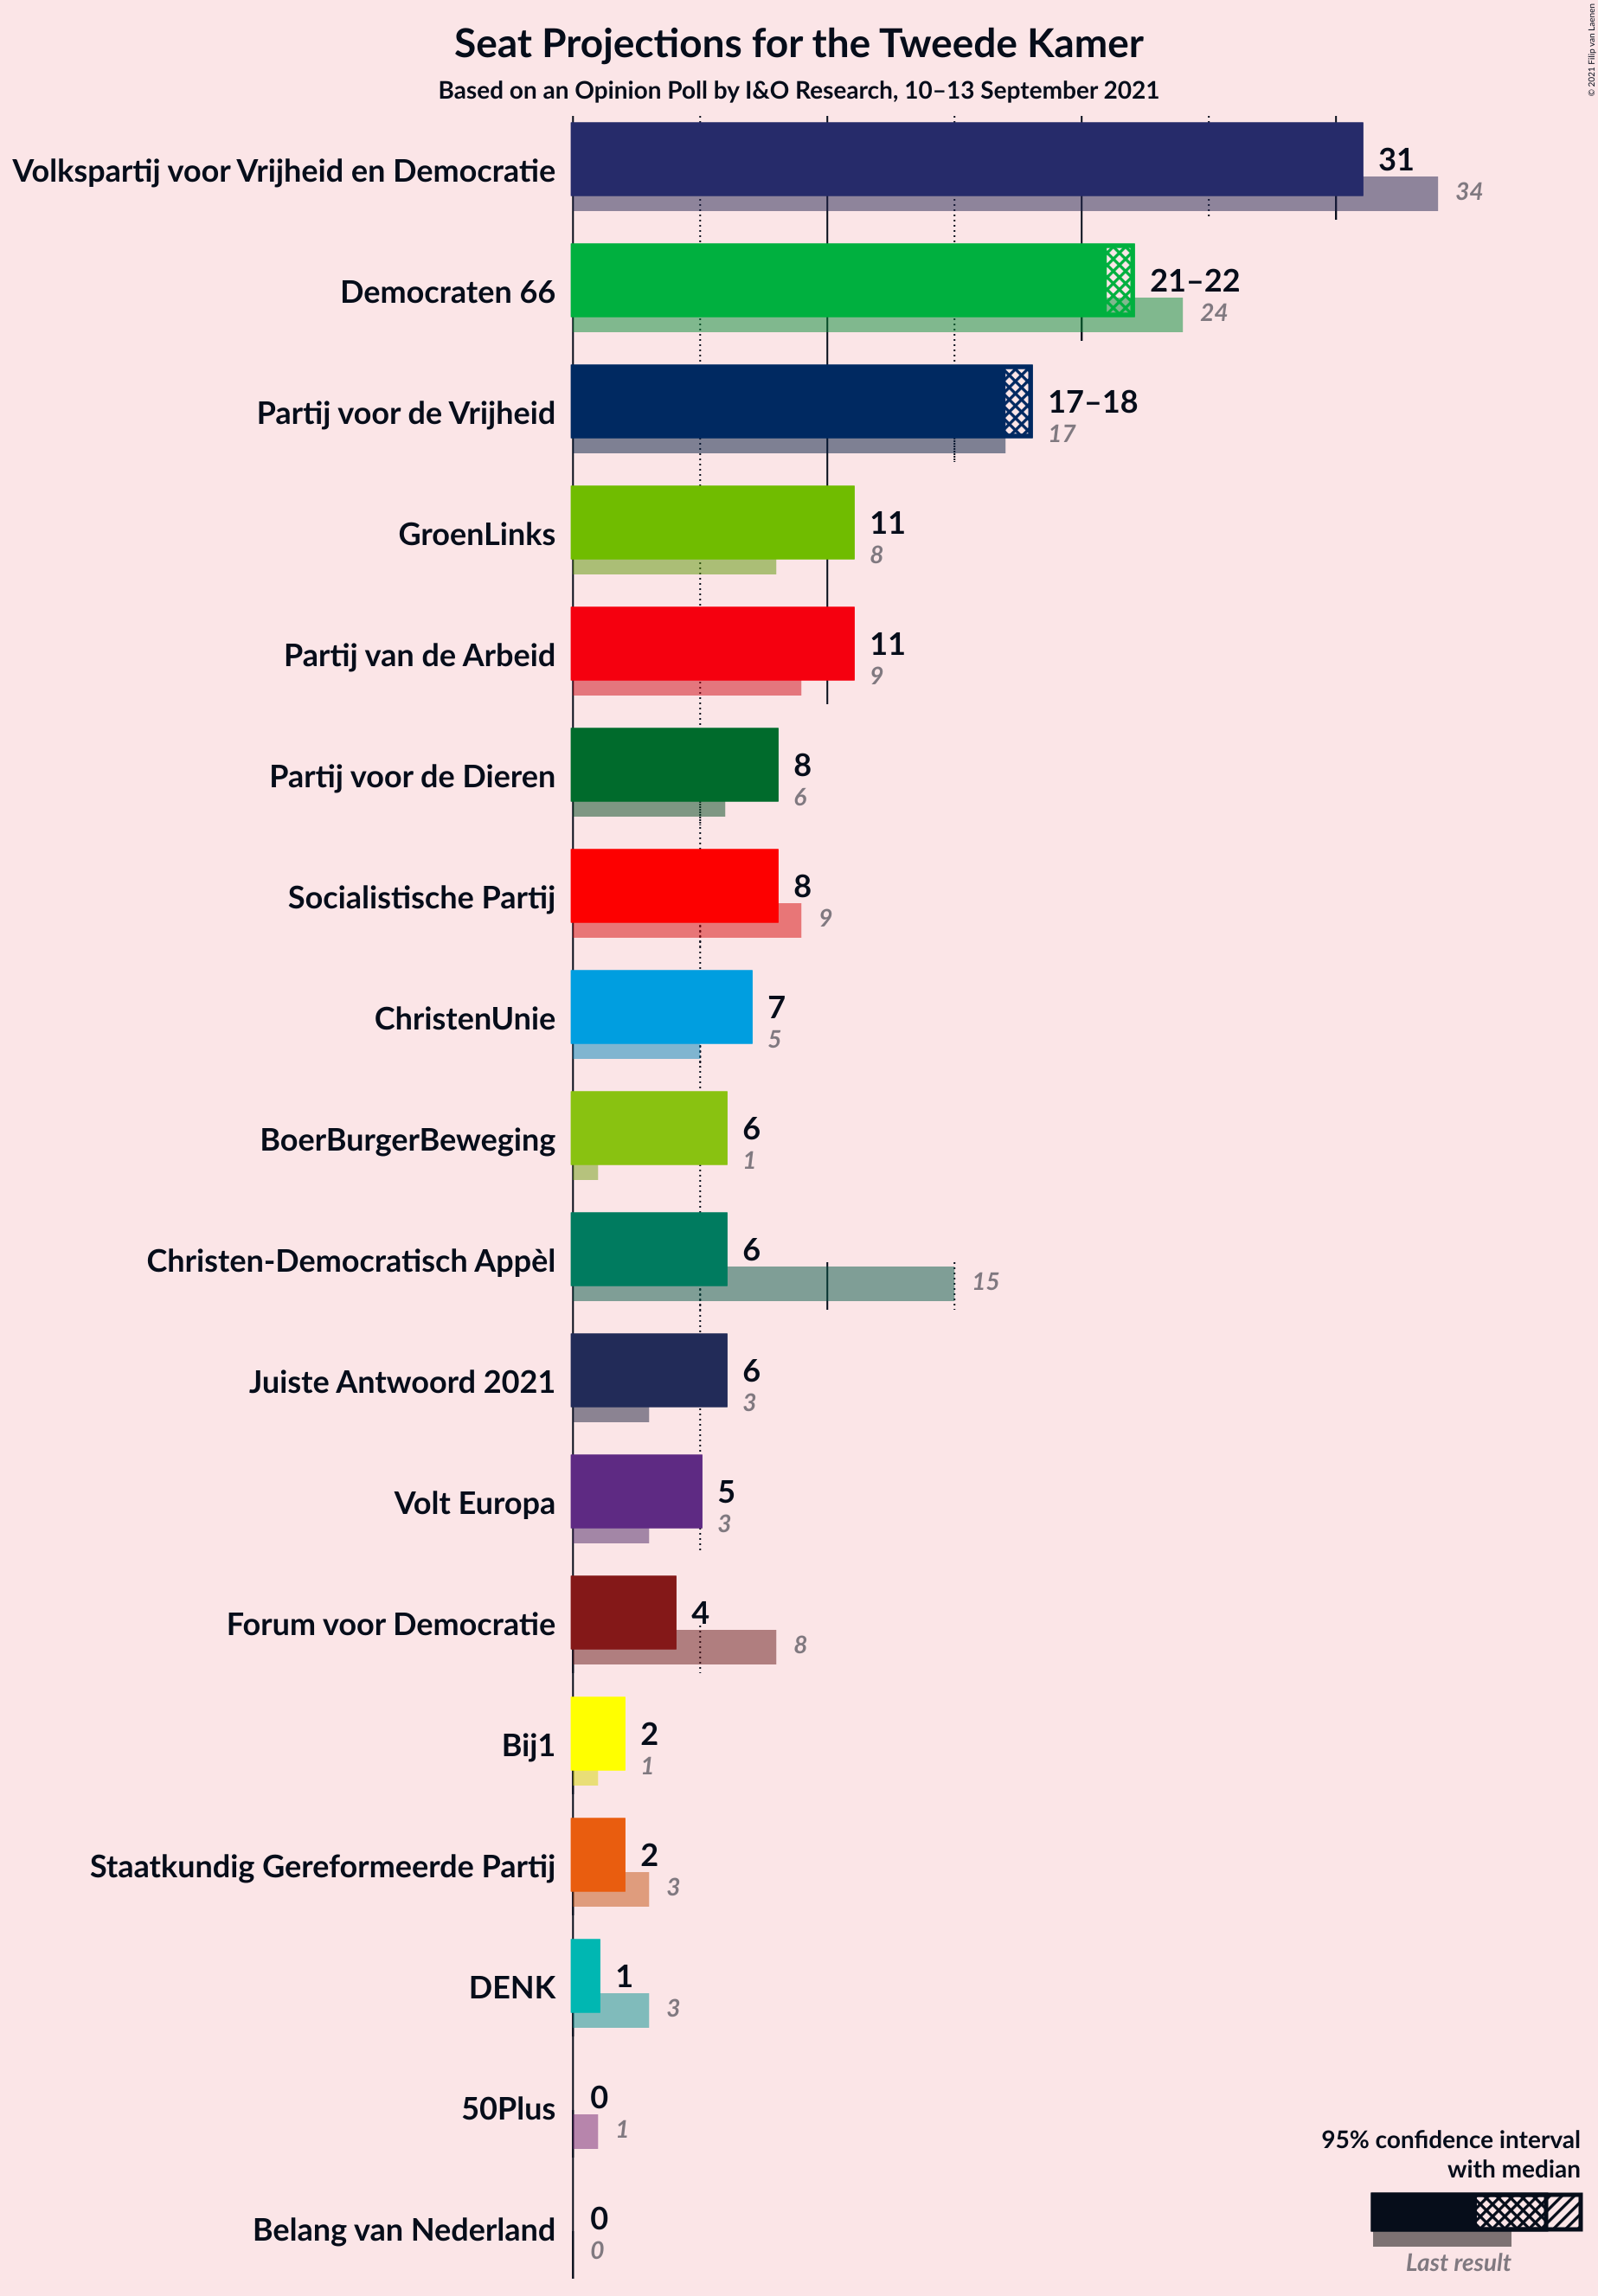 Seat Projections for the Tweede Kamer
Based on an Opinion Poll by I&O Research, 10–13 September 2021
© 2021 Filip van Laenen
Volkspartij voor Vrijheid en Democratie
31
34
Democraten 66
21–22
24
Partij voor de Vrijheid
17–18
17
GroenLinks
11
8
Partij van de Arbeid
11
9
Partij voor de Dieren
8
6
Socialistische Partij
8
9
ChristenUnie
7
5
BoerBurgerBeweging
6
1
Christen-Democratisch Appèl
6
15
Juiste Antwoord 2021
6
3
Volt Europa
5
3
Forum voor Democratie
4
8
Bij1
2
1
Staatkundig Gereformeerde Partij
2
3
DENK
1
3
50Plus
0
1
Belang van Nederland
0
0
95% confidence interval
with median
Last result